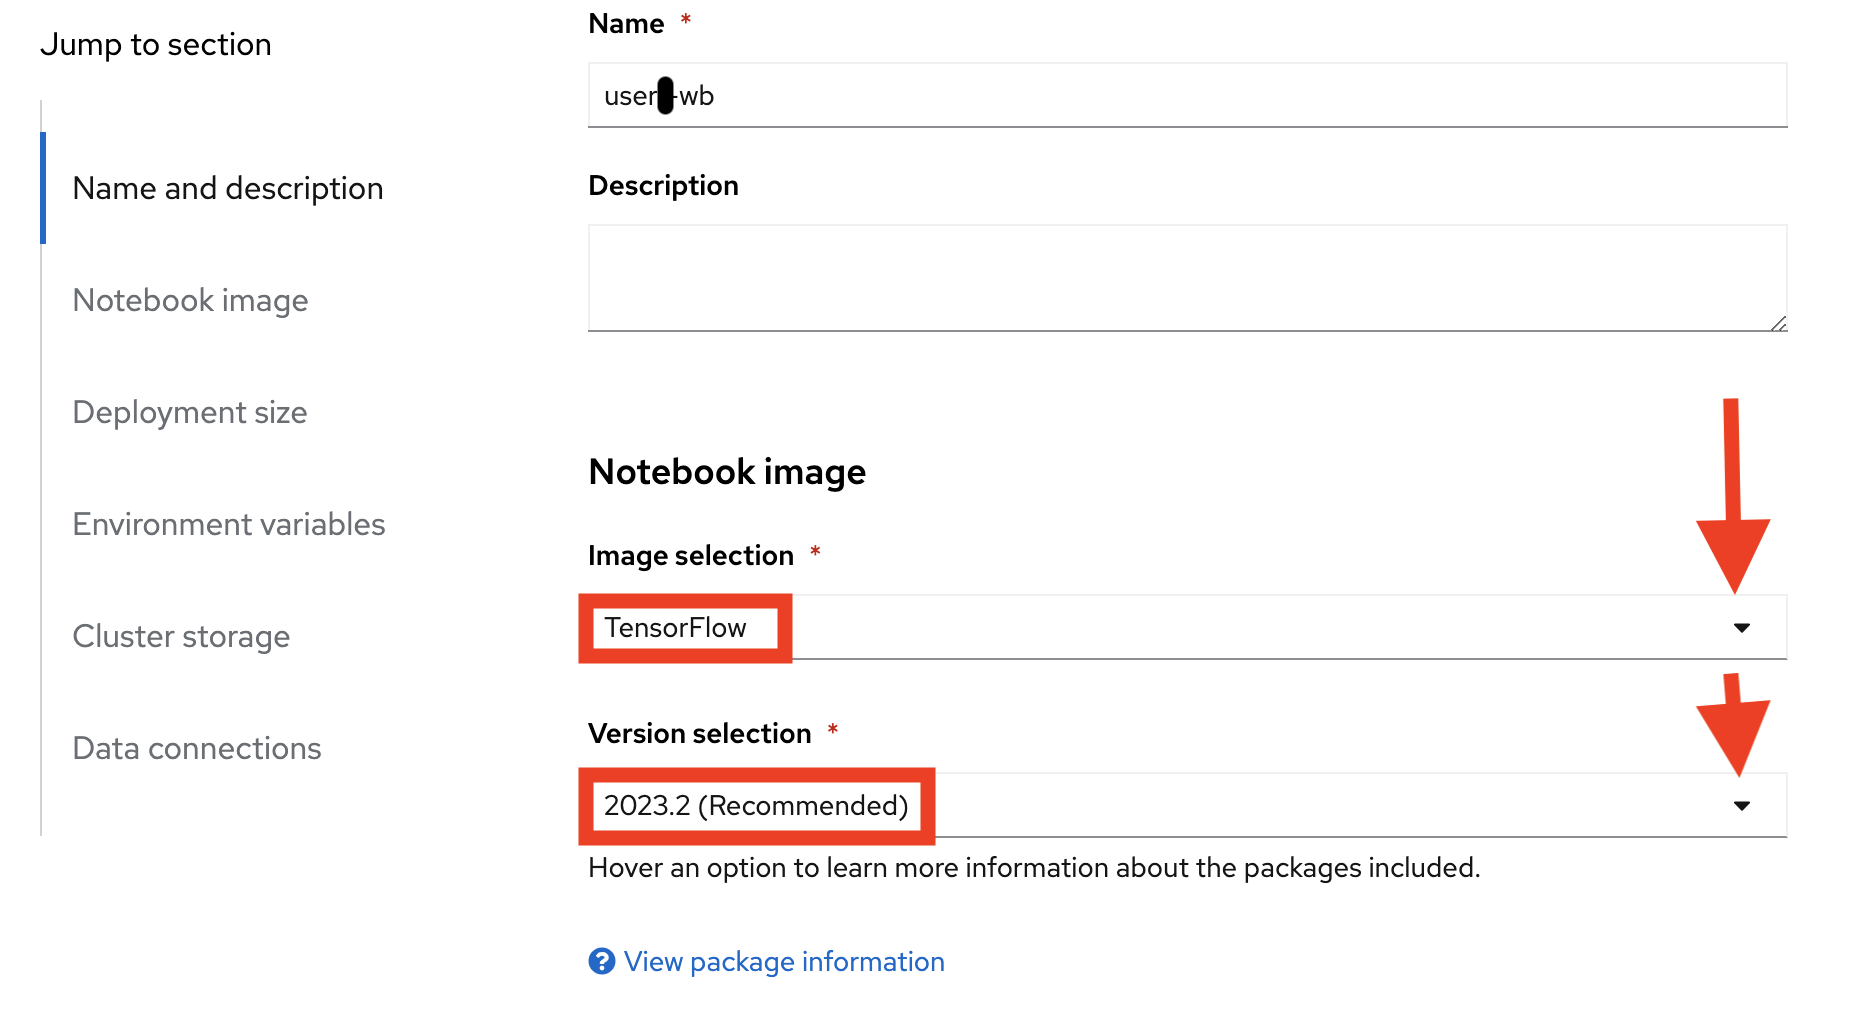 Jump to section
Name and description
Notebook image
Deployment size
Environment variables
Cluster storage
Data connections
Name *
user -wb
Description
Notebook image
Image selection *
TensorFlow
Version selection *
2023.2 (Recommended)
Hover an option to learn more information about the packages included.
? View package information